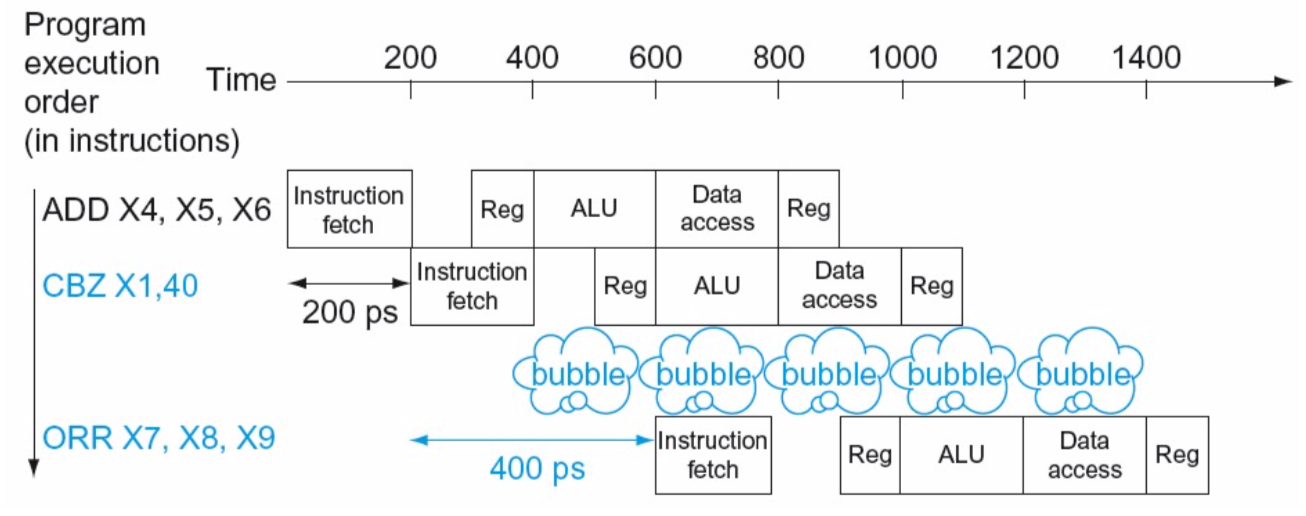 Program
execution
order
(in instructions)
Time
200 400 600 800 1000 1200 1400
ADD X4, X5, X6
Instruction
fetch
Reg
ALU
Data
access
Reg
CBZ X1,40
200 ps
Instruction
fetch
Reg
ALU
Data
access
Reg
bubble bubble bubble bubble bubble
ORR X7, X8, X9
400 ps
Instruction
fetch
Reg
ALU
Data
access
Reg